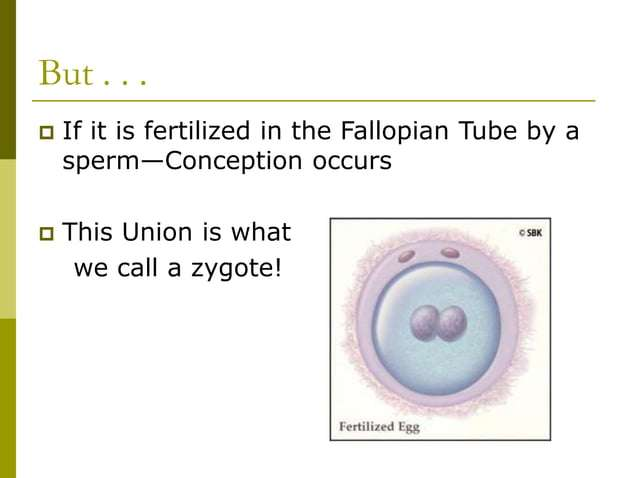 But . . .
If it is fertilized in the Fallopian Tube by a
sperm—Conception occurs
This Union is what
we call a zygote!
© SBK
Fertilized Egg